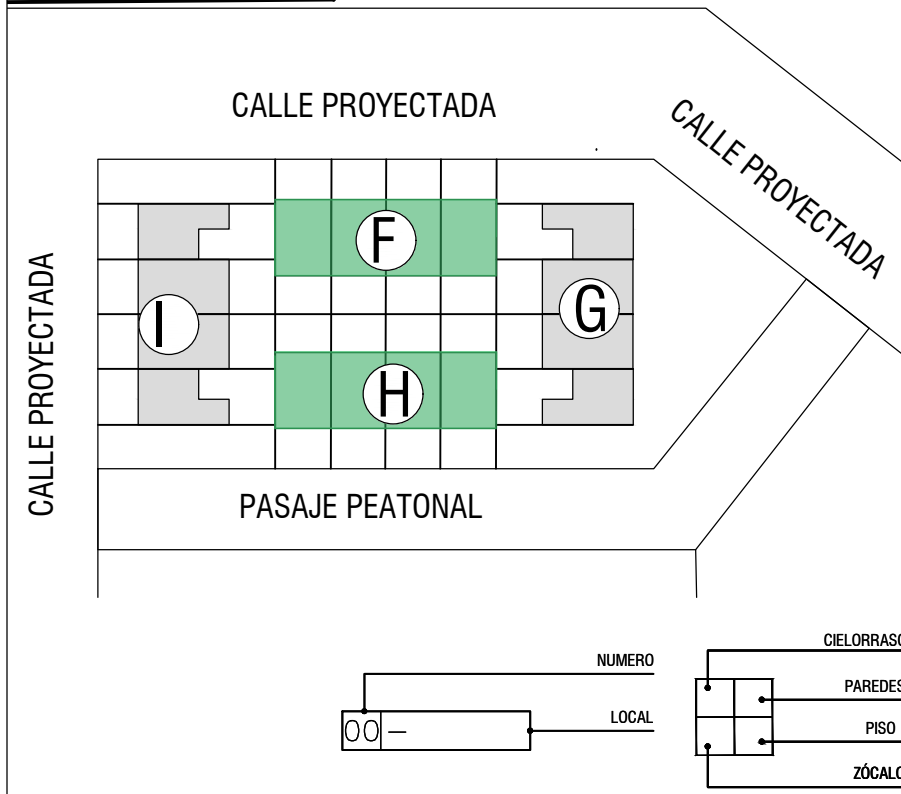 CALLE PROYECTADA
CALLE PROYECTADA
CALLE PROYECTADA
F
I
G
H
PASAJE PEATONAL
NUMERO
LOCAL
00 —
CIELORRASO
PAREDES
PISO
ZÓCALO